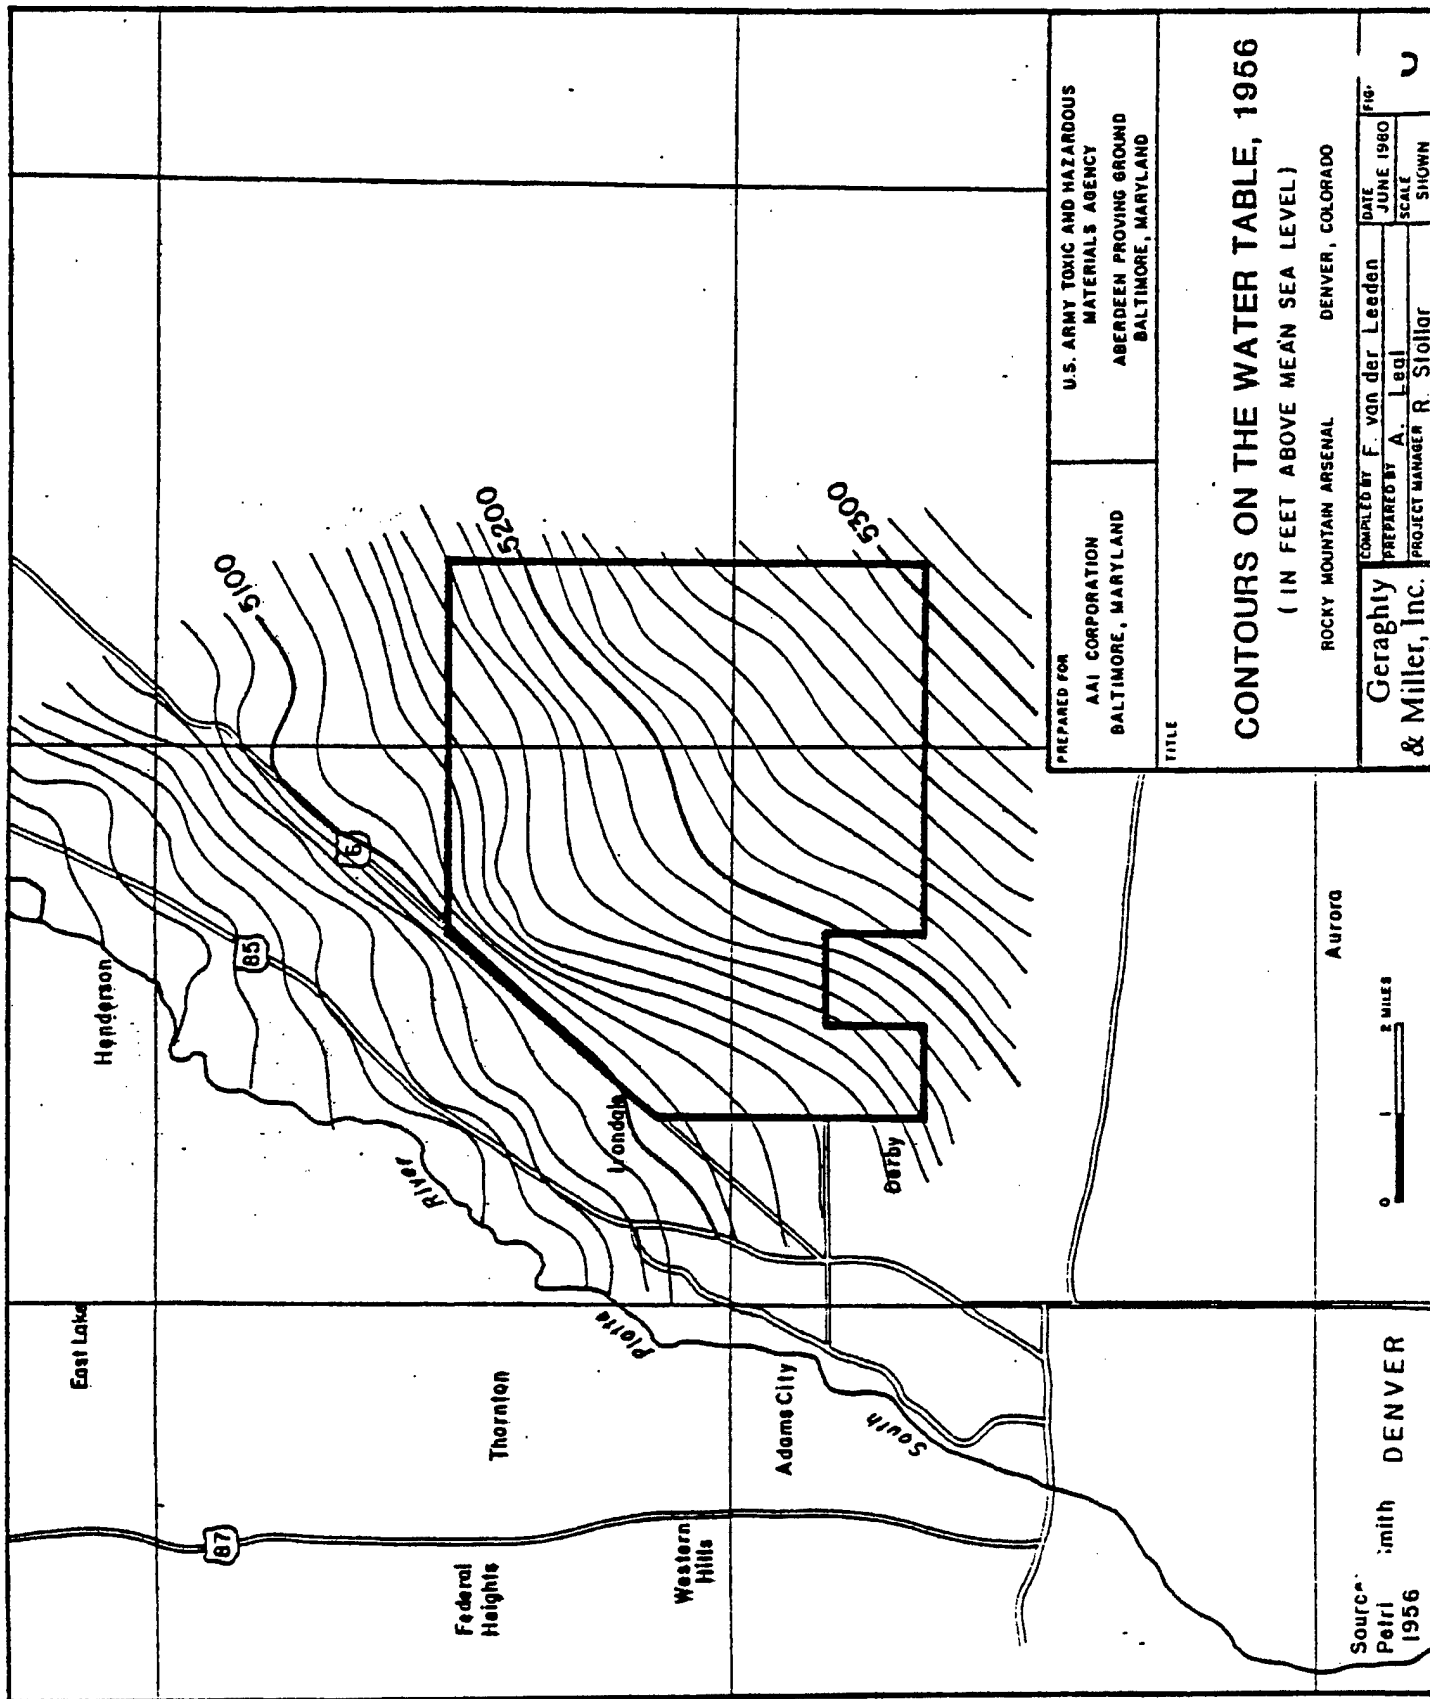 East Lake
Henderson
87
85
76
5100
Thornton
River
5200
Federal
Heights
Irondale
Platte
Western
Hills
Adams City
Derby
5300
South
Aurora
DENVER
0 1 2 MILES
Source:
Petri
1956
PREPARED FOR
AAI CORPORATION
BALTIMORE, MARYLAND
U.S. ARMY TOXIC AND HAZARDOUS
MATERIALS AGENCY
ABERDEEN PROVING GROUND
BALTIMORE, MARYLAND
TITLE
CONTOURS ON THE WATER TABLE, 1956
( IN FEET ABOVE MEAN SEA LEVEL)
ROCKY MOUNTAIN ARSENAL DENVER, COLORADO
Geraghty
& Miller, Inc.
COMPILED BY F. van der Leeden
PREPARED BY A. Leal
PROJECT MANAGER R. Stollar
DATE
JUNE 1980
SCALE
SHOWN
FIG.